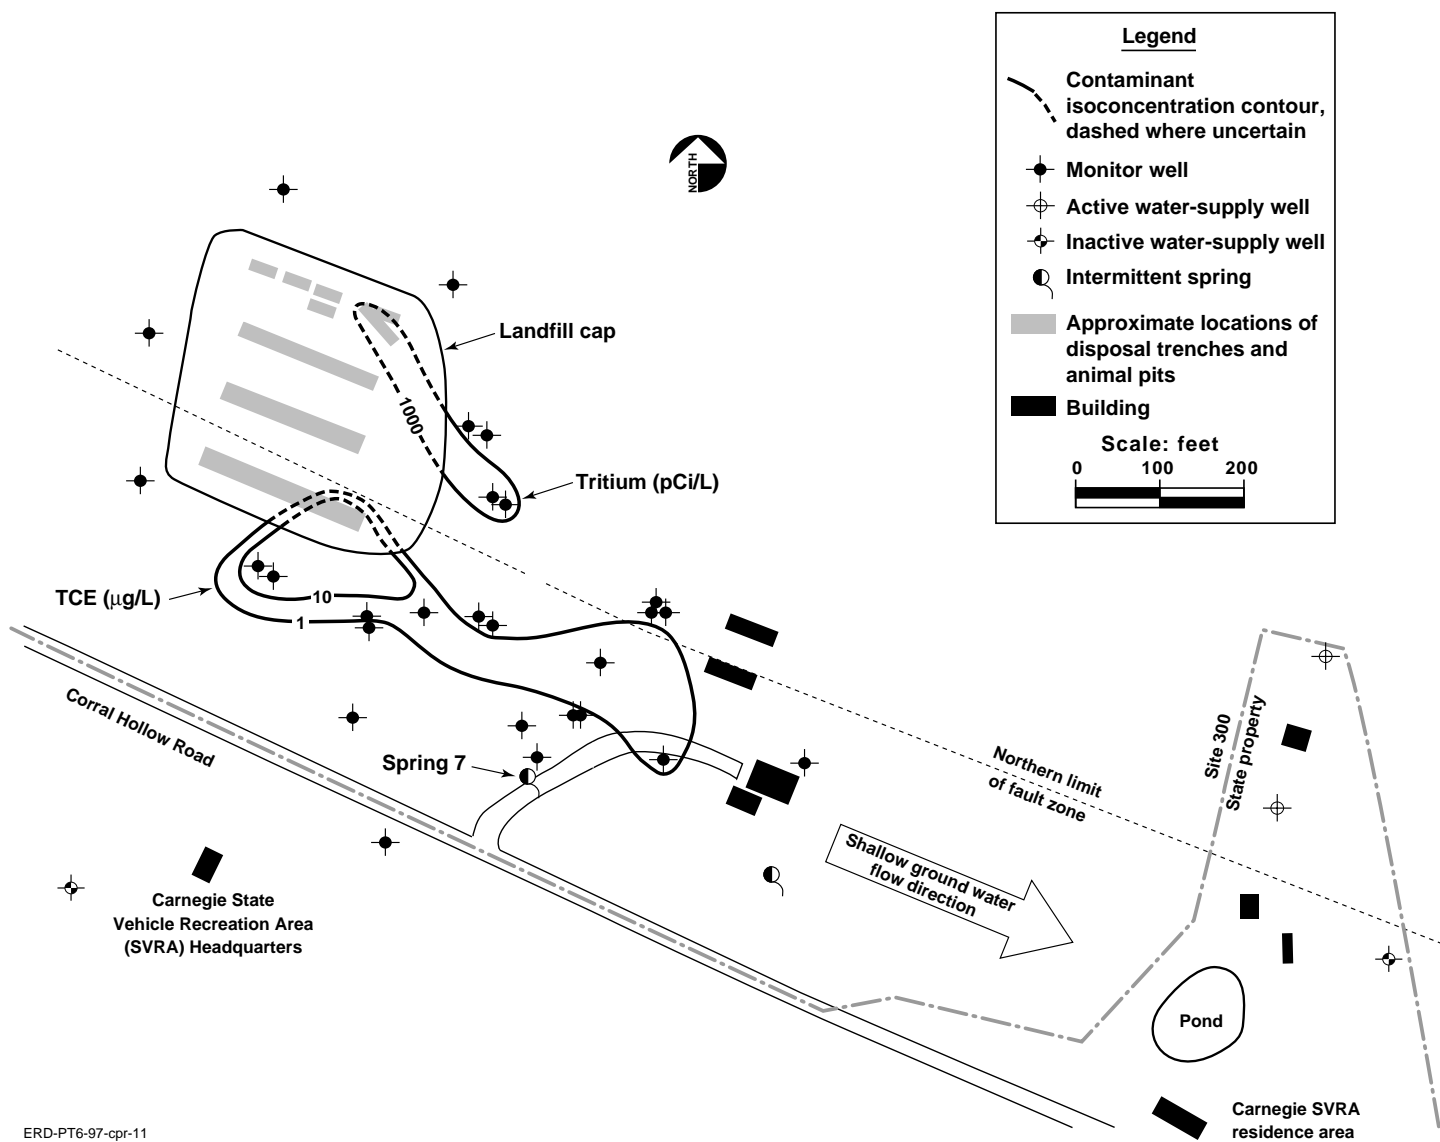 Legend
Contaminant
isoconcentration contour,
dashed where uncertain
Monitor well
Active water-supply well
Inactive water-supply well
Intermittent spring
Approximate locations of
disposal trenches and
animal pits
Building
Scale: feet
0 100 200
NORTH
Landfill cap
1000
Tritium (pCi/L)
TCE (μg/L)
10
1
Corral Hollow Road
Spring 7
Northern limit
of fault zone
Site 300
State property
Shallow ground water
flow direction
Carnegie State
Vehicle Recreation Area
(SVRA) Headquarters
Pond
Carnegie SVRA
residence area
ERD-PT6-97-cpr-11